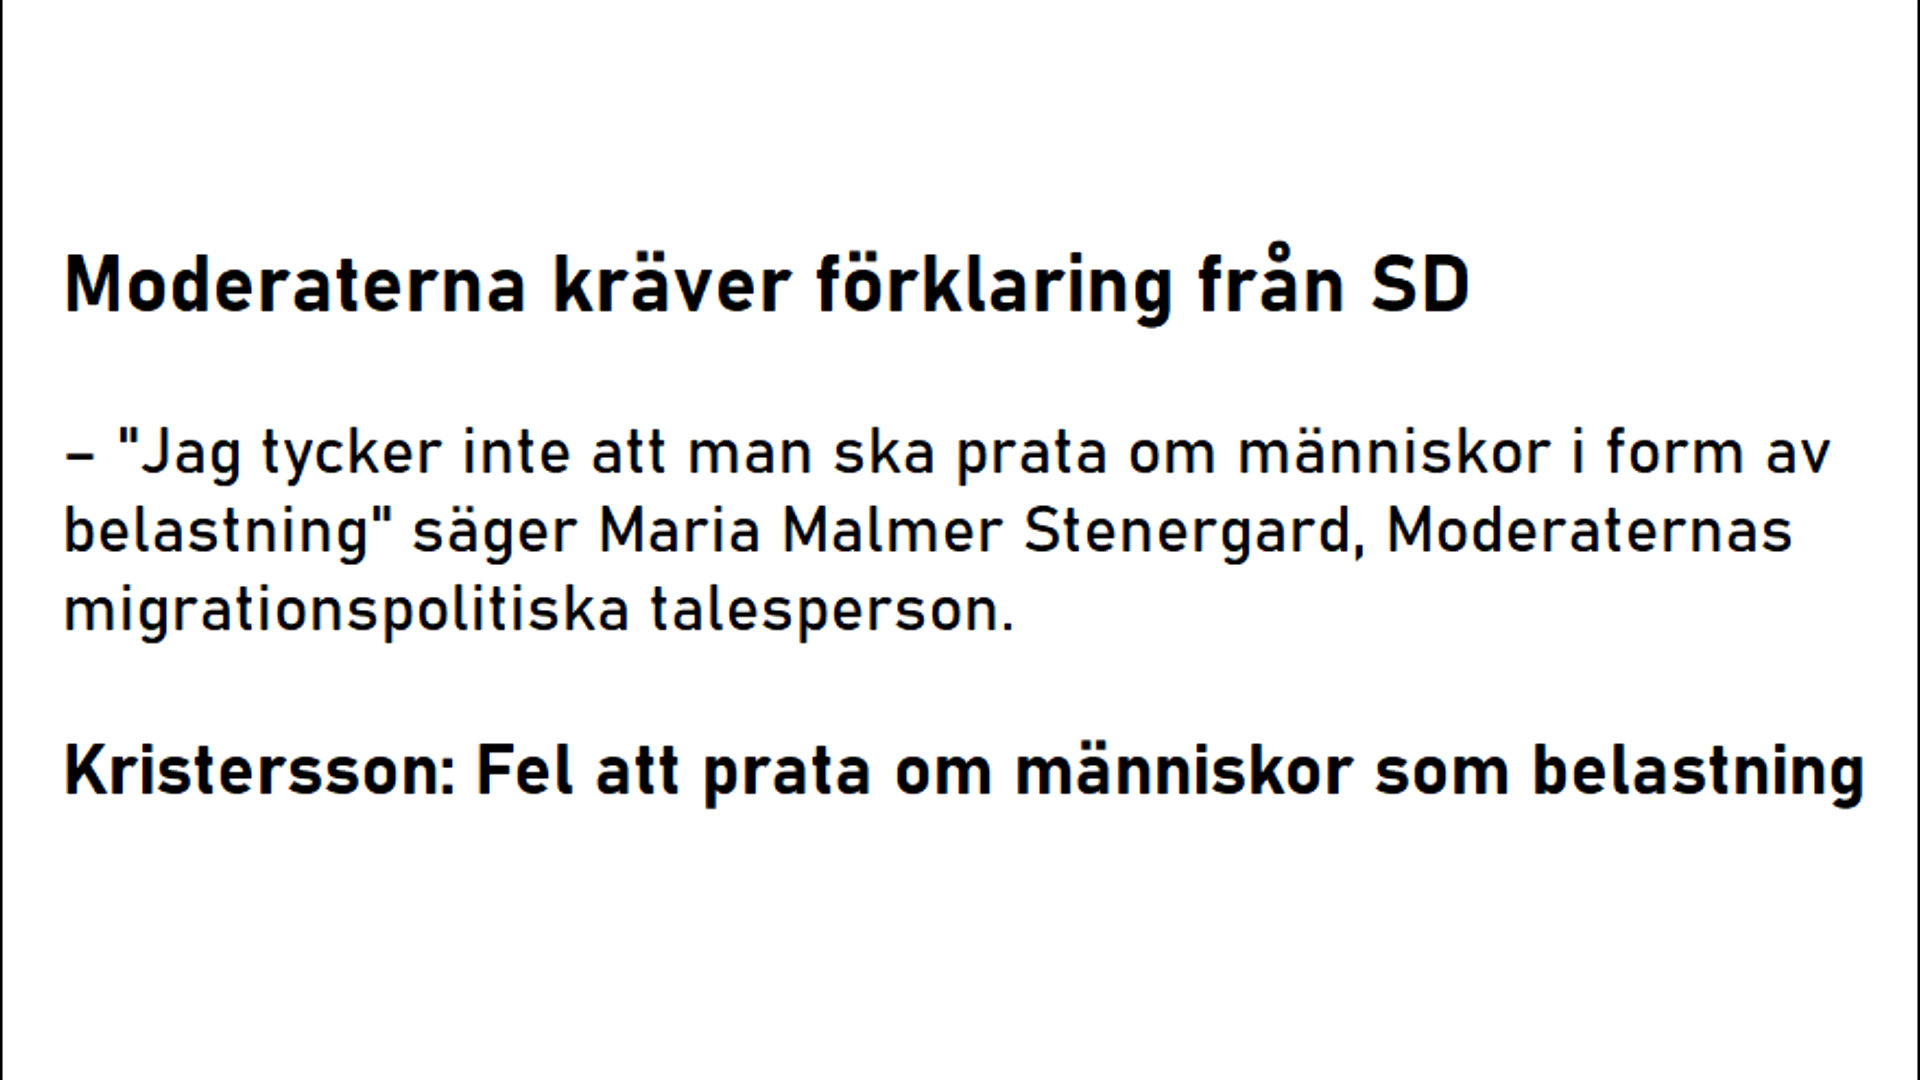 Moderaterna kräver förklaring från SD
– "Jag tycker inte att man ska prata om människor i form av
belastning" säger Maria Malmer Stenergard, Moderaternas
migrationspolitiska talesperson.
Kristersson: Fel att prata om människor som belastning